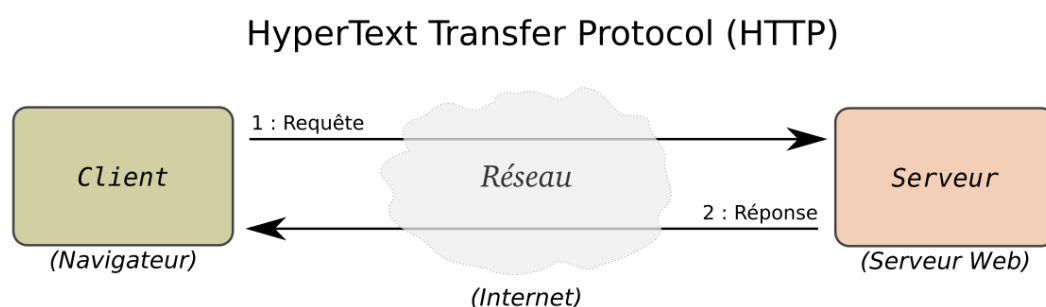 HyperText Transfer Protocol (HTTP)
1 : Requête
Client
Réseau
Serveur
2 : Réponse
(Navigateur)
(Serveur Web)
(Internet)